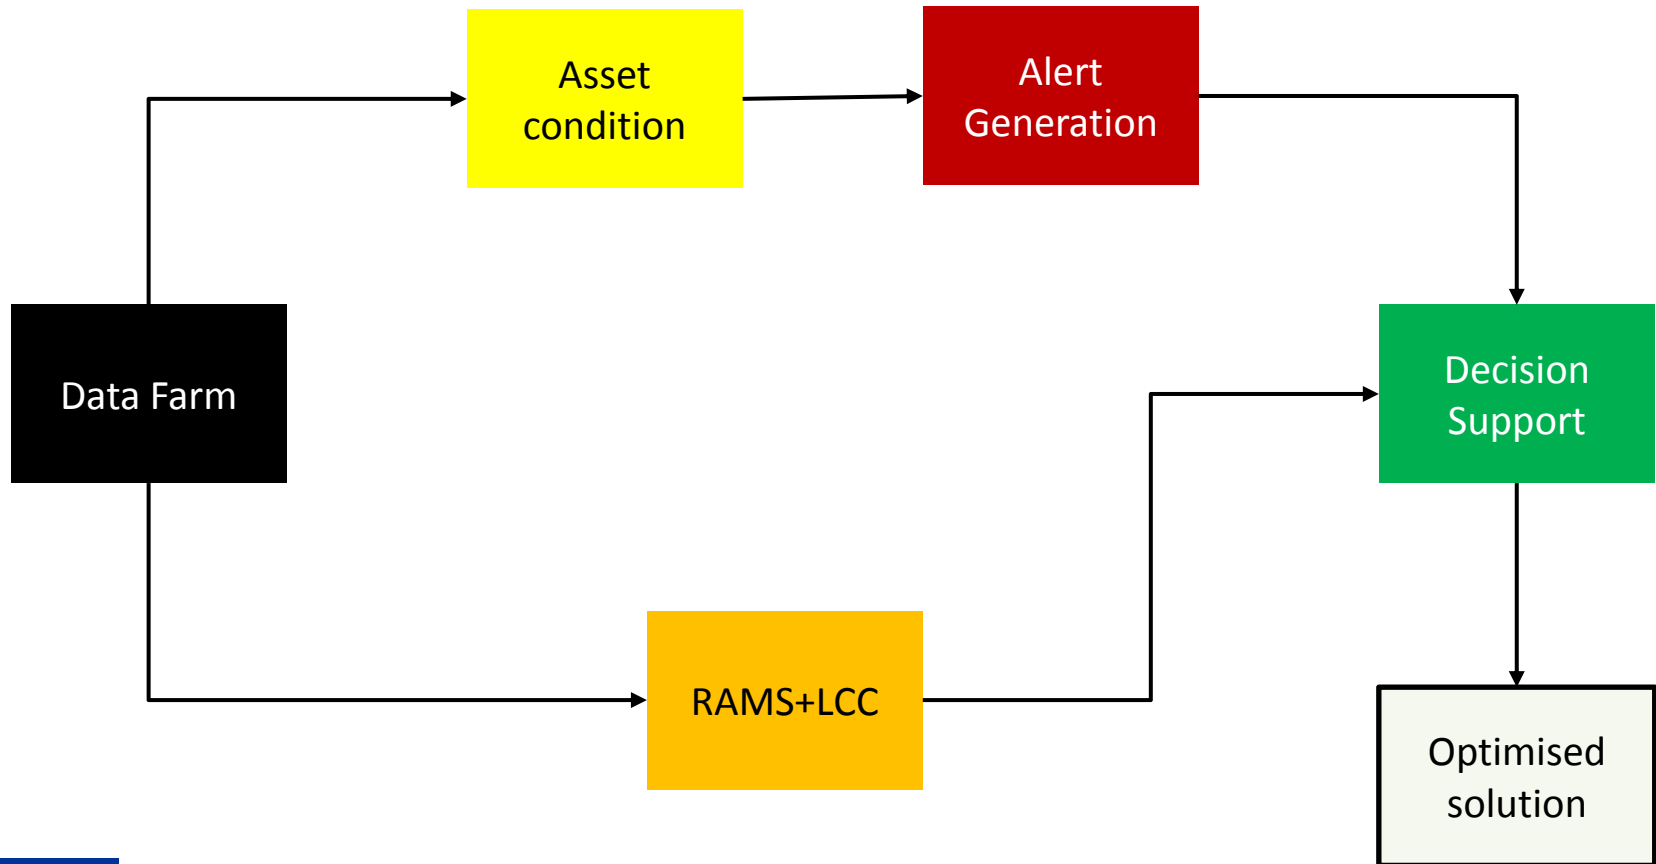 Asset
condition
Alert
Generation
Data Farm
Decision
Support
RAMS+LCC
Optimised
solution